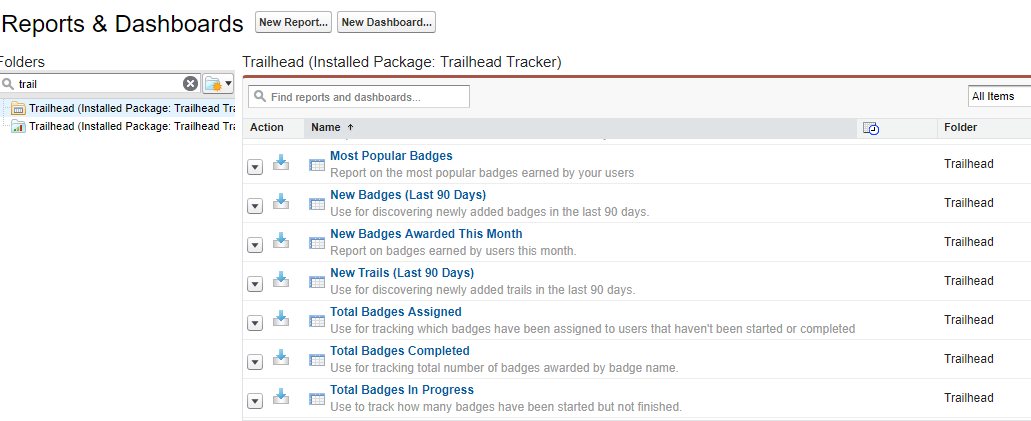 Reports & Dashboards
New Report...
New Dashboard...
Folders
trail
Trailhead (Installed Package: Trailhead Tra
Trailhead (Installed Package: Trailhead Tra
Trailhead (Installed Package: Trailhead Tracker)
Find reports and dashboards...
All Items
Action Name ↑ Folder
Most Popular Badges Trailhead
Report on the most popular badges earned by your users
New Badges (Last 90 Days) Trailhead
Use for discovering newly added badges in the last 90 days.
New Badges Awarded This Month Trailhead
Report on badges earned by users this month.
New Trails (Last 90 Days) Trailhead
Use for discovering newly added trails in the last 90 days.
Total Badges Assigned Trailhead
Use for tracking which badges have been assigned to users that haven't been started or completed
Total Badges Completed Trailhead
Use for tracking total number of badges awarded by badge name.
Total Badges In Progress Trailhead
Use to track how many badges have been started but not finished.